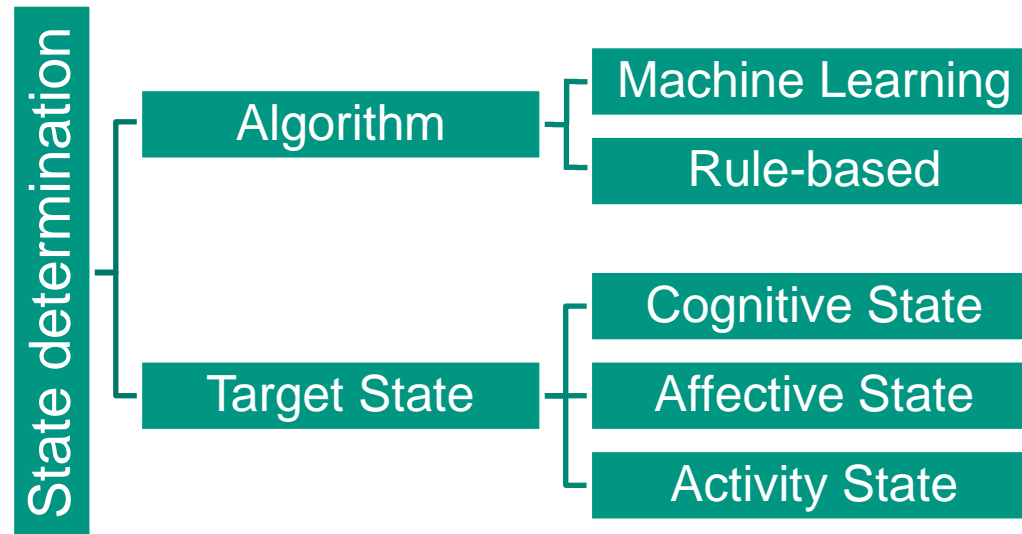 State determination
Algorithm
Machine Learning
Rule-based
Target State
Cognitive State
Affective State
Activity State